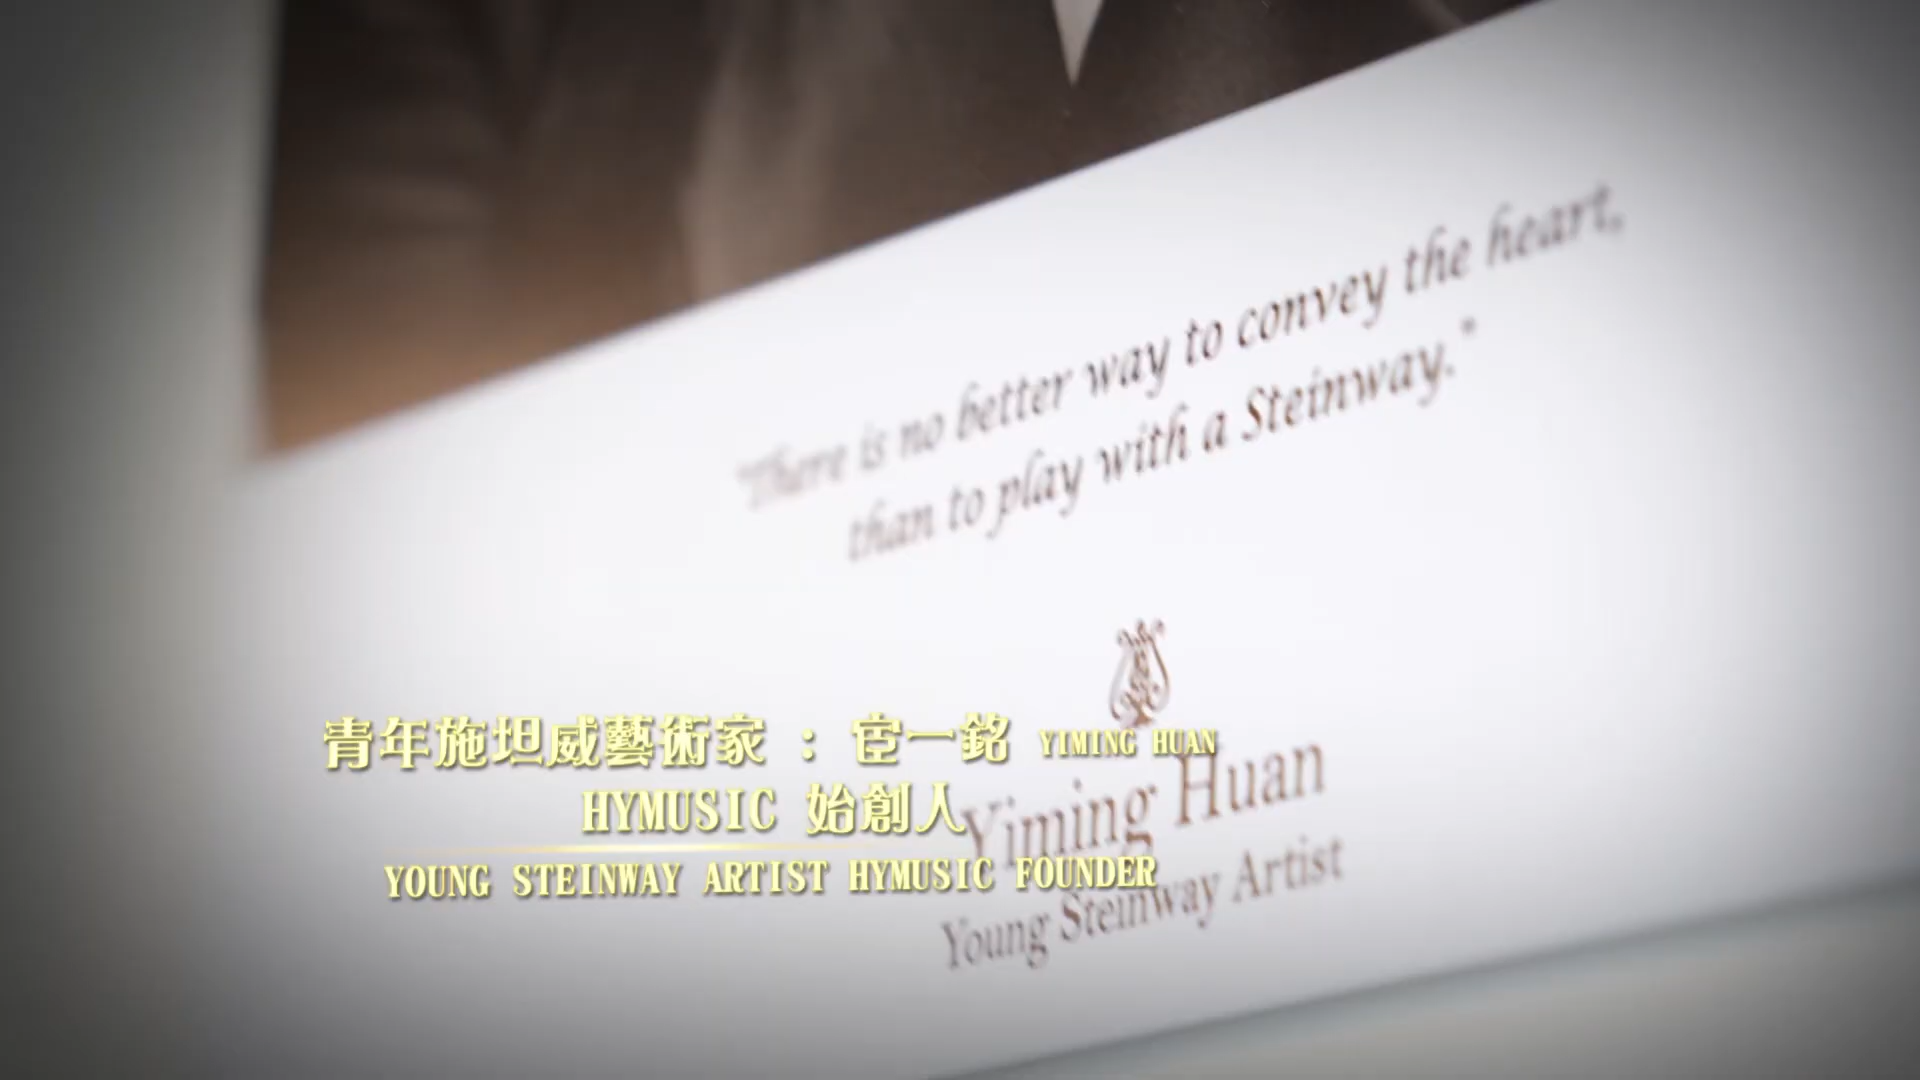 "There is no better way to convey the heart,
than to play with a Steinway."
Yiming Huan
Young Steinway Artist
青年施坦威藝術家 : 宦一銘 YIMING HUAN
HYMUSIC 始創人
YOUNG STEINWAY ARTIST HYMUSIC FOUNDER